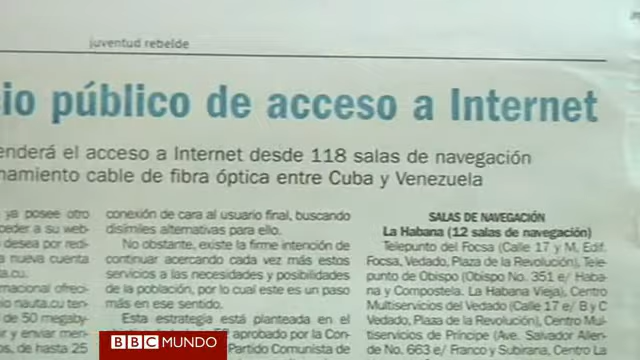 juventud rebelde
io público de acceso a Internet
enderá el acceso a Internet desde 118 salas de navegación
namiento cable de fibra óptica entre Cuba y Venezuela
ya posee otro
ceder a su web-
desea por redi-
a nueva cuenta
ta.cu.
rnacional ofreci-
io nauta.cu ten-
de 50 megaby-
ir y enviar men-
os, de hasta 25
conexión de cara al usuario final, buscando
disímiles alternativas para ello.
No obstante, existe la firme intención de
continuar acercando cada vez más estos
servicios a las necesidades y posibilidades
de la población, por lo cual este es un paso
más en ese sentido.
Esta estrategia está planteada en el
aprobado por la Con-
Partido Comunista de
SALAS DE NAVEGACIÓN
La Habana (12 salas de navegación)
Telepunto del Focsa (Calle 17 y M, Edif.
Focsa, Vedado, Plaza de la Revolución), Tele-
punto de Obispo (Obispo No. 351 e/ Haba-
na y Compostela. La Habana Vieja), Centro
Multiservicios del Vedado (Calle 17 e/ B y C
Vedado, Plaza de la Revolución), Centro Mul-
tiservicios de Príncipe (Ave. Salvador Allen-
de No. 663 e/ Franco y Subirana, Centro La
BBC MUNDO